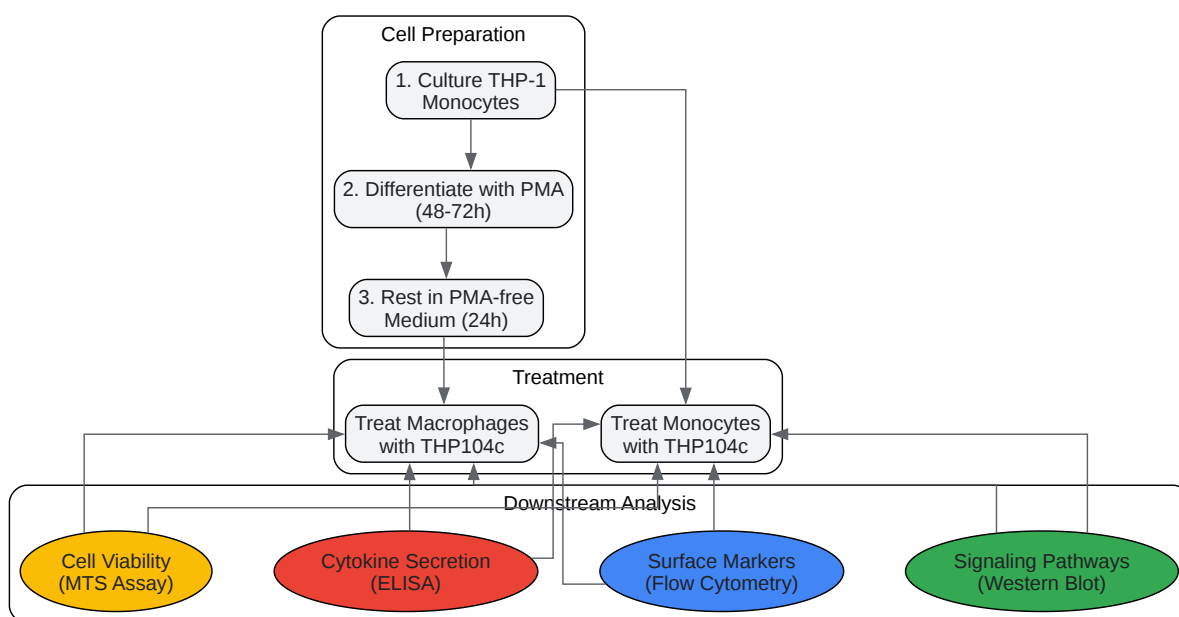 Cell Preparation
1. Culture THP-1
Monocytes
2. Differentiate with PMA
(48-72h)
3. Rest in PMA-free
Medium (24h)
Treatment
Treat Macrophages
with THP104c
Treat Monocytes
with THP104c
Downstream Analysis
Cell Viability
(MTS Assay)
Cytokine Secretion
(ELISA)
Surface Markers
(Flow Cytometry)
Signaling Pathways
(Western Blot)